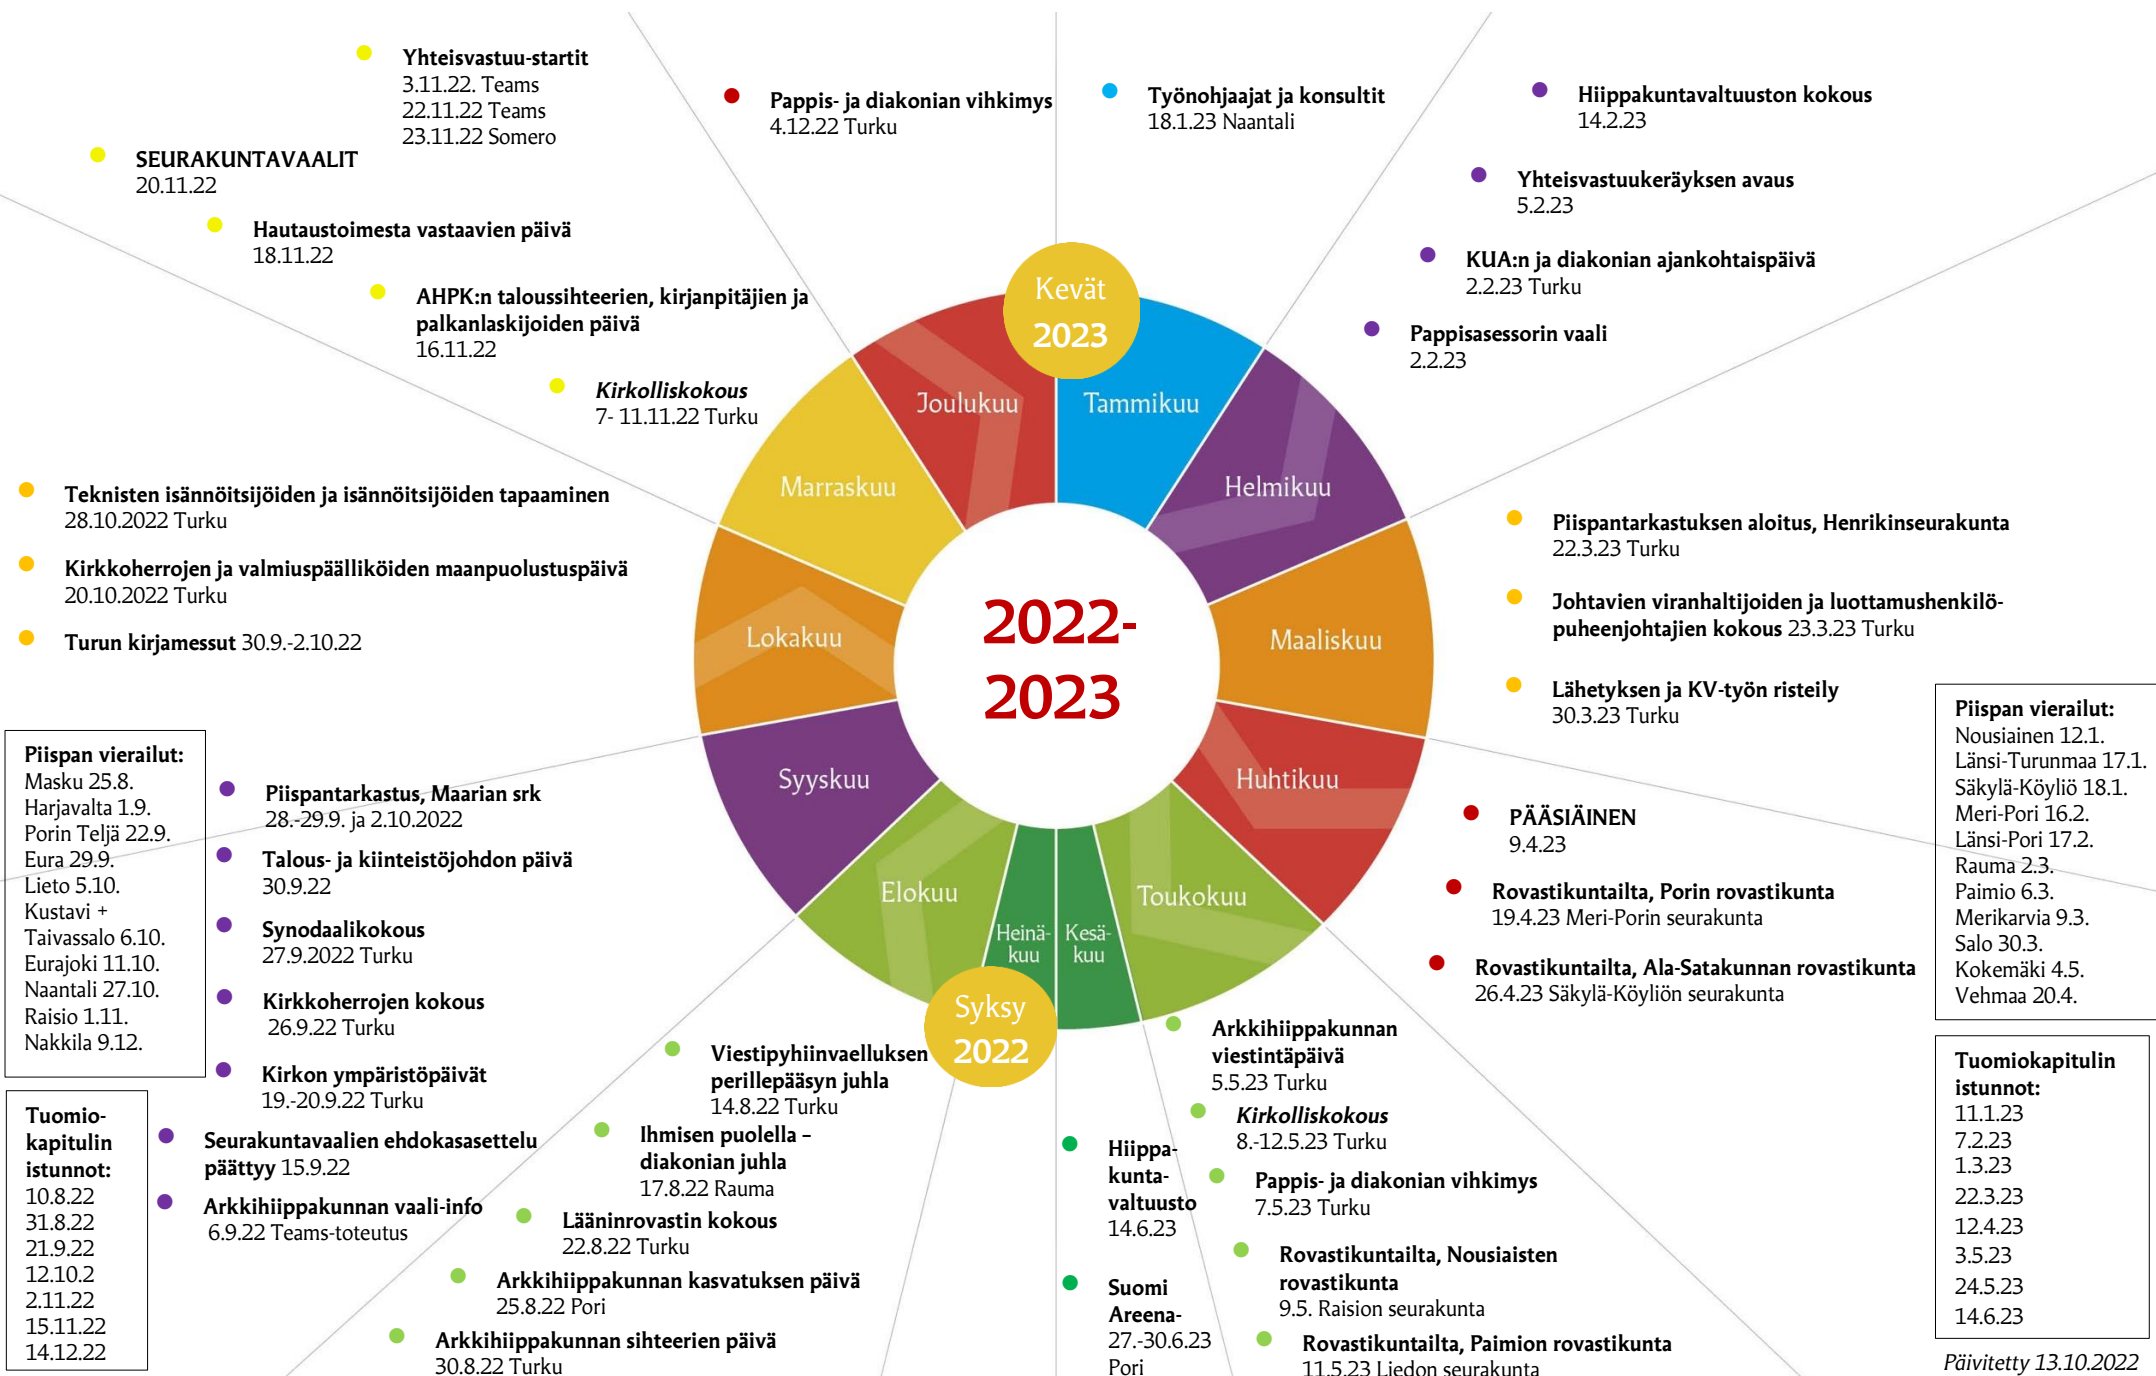 Yhteisvastuu-startit
3.11.22. Teams
22.11.22 Teams
23.11.22 Somero
SEURAKUNTAVAALIT
20.11.22
Hautaustoimesta vastaavien päivä
18.11.22
AHPK:n taloussihteerien, kirjanpitäjien ja
palkanlaskijoiden päivä
16.11.22
Kirkolliskokous
7- 11.11.22 Turku
Pappis- ja diakonian vihkimys
4.12.22 Turku
Työnohjaajat ja konsultit
18.1.23 Naantali
Hiippakuntavaltuuston kokous
14.2.23
Yhteisvastuukeräyksen avaus
5.2.23
KUA:n ja diakonian ajankohtaispäivä
2.2.23 Turku
Pappisasessorin vaali
2.2.23
Kevät
2023
Joulukuu
Tammikuu
Marraskuu
Helmikuu
Lokakuu
Maaliskuu
2022-
2023
Syyskuu
Huhtikuu
Elokuu
Toukokuu
Heinä-
kuu
Kesä-
kuu
Syksy
2022
Teknisten isännöitsijöiden ja isännöitsijöiden tapaaminen
28.10.2022 Turku
Kirkkoherrojen ja valmiuspäälliköiden maanpuolustuspäivä
20.10.2022 Turku
Turun kirjamessut 30.9.-2.10.22
Piispantarkastuksen aloitus, Henrikinseurakunta
22.3.23 Turku
Johtavien viranhaltijoiden ja luottamushenkilö-
puheenjohtajien kokous 23.3.23 Turku
Lähetyksen ja KV-työn risteily
30.3.23 Turku
Piispan vierailut:
Masku 25.8.
Harjavalta 1.9.
Porin Teljä 22.9.
Eura 29.9.
Lieto 5.10.
Kustavi +
Taivassalo 6.10.
Eurajoki 11.10.
Naantali 27.10.
Raisio 1.11.
Nakkila 9.12.
Tuomio-
kapitulin
istunnot:
10.8.22
31.8.22
21.9.22
12.10.2
2.11.22
15.11.22
14.12.22
Piispantarkastus, Maarian srk
28.-29.9. ja 2.10.2022
Talous- ja kiinteistöjohdon päivä
30.9.22
Synodaalikokous
27.9.2022 Turku
Kirkkoherrojen kokous
26.9.22 Turku
Kirkon ympäristöpäivät
19.-20.9.22 Turku
Seurakuntavaalien ehdokasasettelu
päättyy 15.9.22
Arkkihiippakunnan vaali-info
6.9.22 Teams-toteutus
Viestipyhiinvaelluksen
perillepääsyn juhla
14.8.22 Turku
Ihmisen puolella –
diakonian juhla
17.8.22 Rauma
Lääninrovastin kokous
22.8.22 Turku
Arkkihiippakunnan kasvatuksen päivä
25.8.22 Pori
Arkkihiippakunnan sihteerien päivä
30.8.22 Turku
Hiippa-
kunta-
valtuusto
14.6.23
Suomi
Areena-
27.-30.6.23
Pori
Arkkihiippakunnan
viestintäpäivä
5.5.23 Turku
Kirkolliskokous
8.-12.5.23 Turku
Pappis- ja diakonian vihkimys
7.5.23 Turku
Rovastikuntailta, Nousiaisten
rovastikunta
9.5. Raision seurakunta
Rovastikuntailta, Paimion rovastikunta
11.5.23 Liedon seurakunta
PÄÄSIÄINEN
9.4.23
Rovastikuntailta, Porin rovastikunta
19.4.23 Meri-Porin seurakunta
Rovastikuntailta, Ala-Satakunnan rovastikunta
26.4.23 Säkylä-Köyliön seurakunta
Piispan vierailut:
Nousiainen 12.1.
Länsi-Turunmaa 17.1.
Säkylä-Köyliö 18.1.
Meri-Pori 16.2.
Länsi-Pori 17.2.
Rauma 2.3.
Paimio 6.3.
Merikarvia 9.3.
Salo 30.3.
Kokemäki 4.5.
Vehmaa 20.4.
Tuomiokapitulin
istunnot:
11.1.23
7.2.23
1.3.23
22.3.23
12.4.23
3.5.23
24.5.23
14.6.23
Päivitetty 13.10.2022